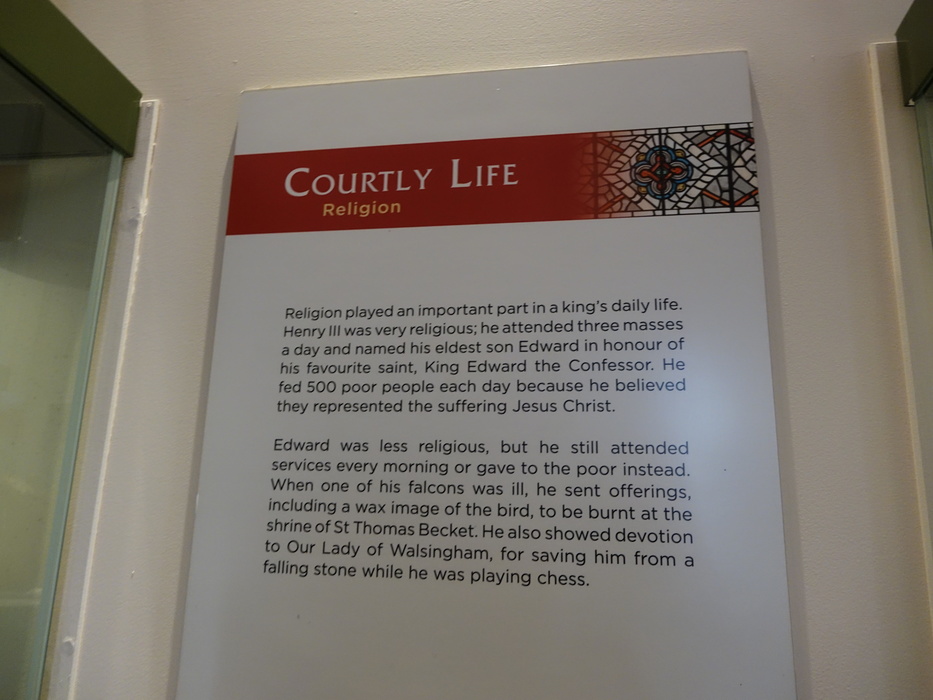 COURTLY LIFE
Religion
Religion played an important part in a king's daily life.
Henry III was very religious; he attended three masses
a day and named his eldest son Edward in honour of
his favourite saint, King Edward the Confessor. He
fed 500 poor people each day because he believed
they represented the suffering Jesus Christ.
Edward was less religious, but he still attended
services every morning or gave to the poor instead.
When one of his falcons was ill, he sent offerings,
including a wax image of the bird, to be burnt at the
shrine of St Thomas Becket. He also showed devotion
to Our Lady of Walsingham, for saving him from a
falling stone while he was playing chess.